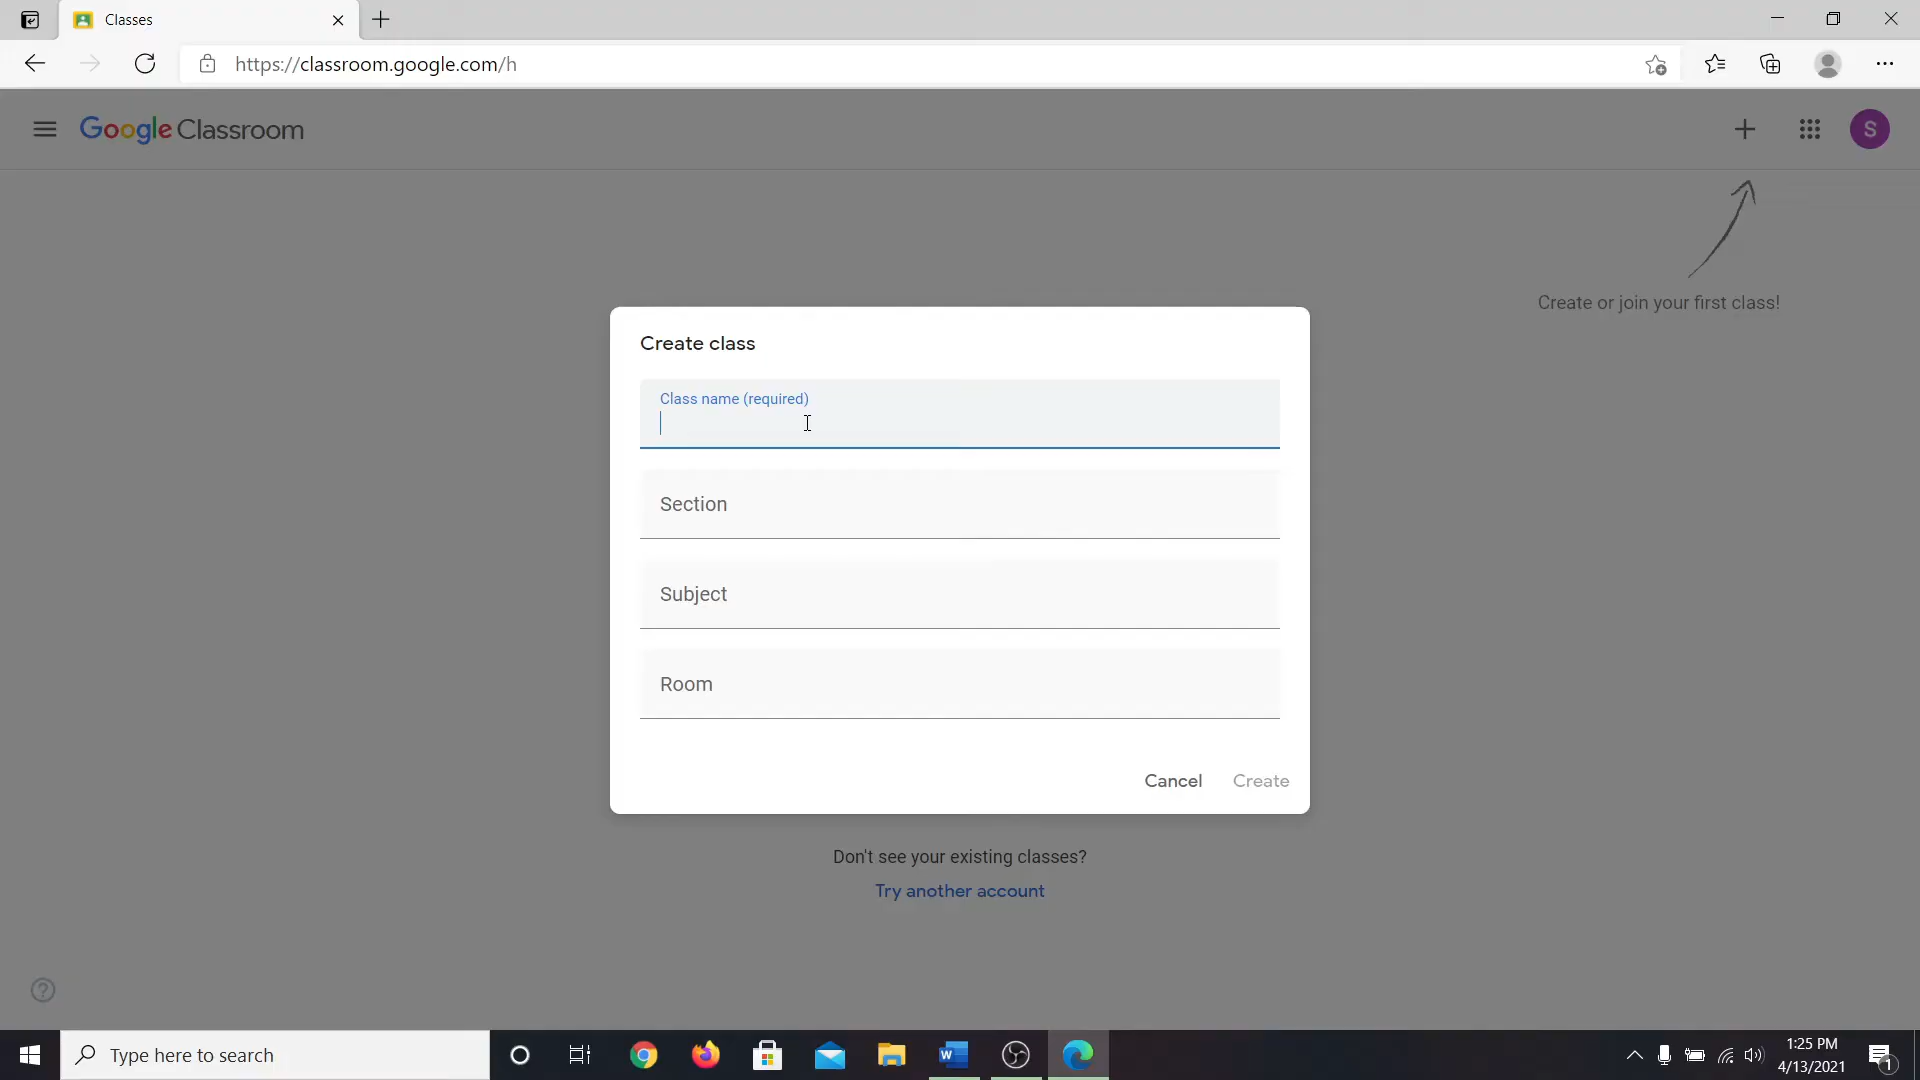 Classes
https://classroom.google.com/h
Google Classroom
S
Create or join your first class!
Create class
Class name (required)
Section
Subject
Room
Cancel
Create
Don't see your existing classes?
Try another account
Type here to search
W
1:25 PM
4/13/2021
1